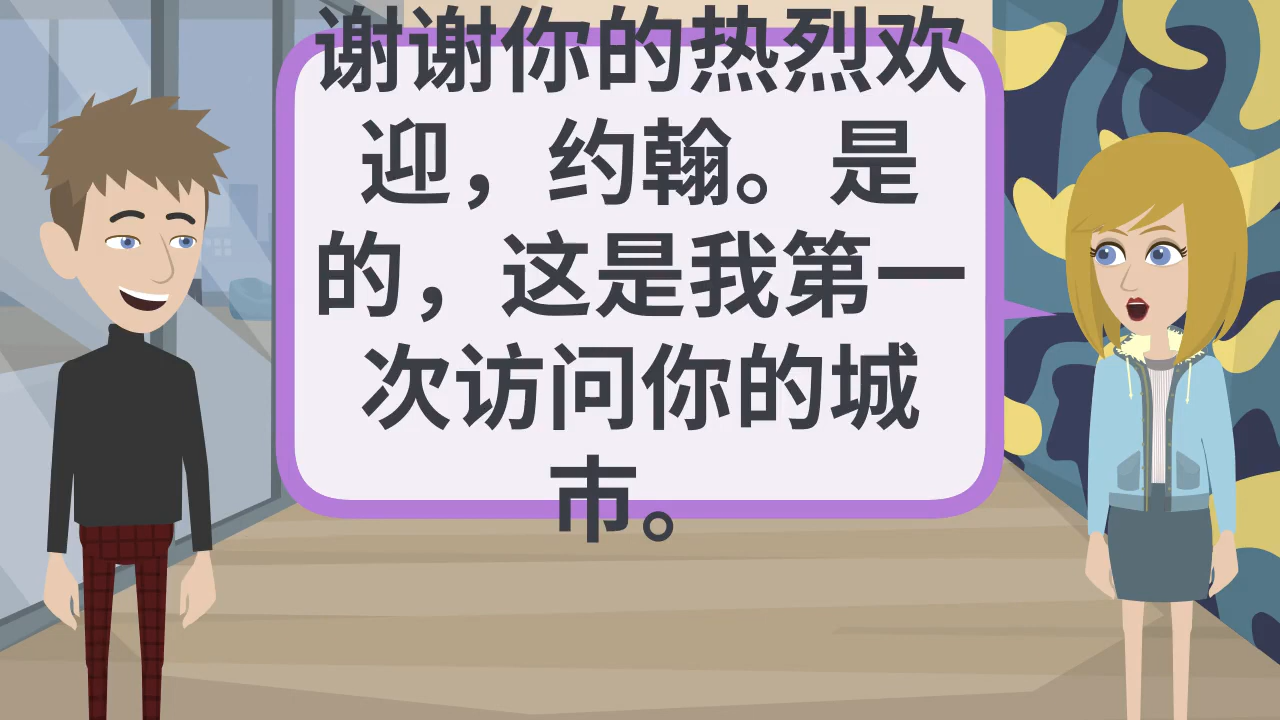 谢谢你的热烈欢
迎，约翰。是
的，这是我第一
次访问你的城
市。